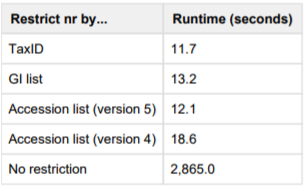 Restrict nr by... Runtime (seconds)
TaxID 11.7
GI list 13.2
Accession list (version 5) 12.1
Accession list (version 4) 18.6
No restriction 2,865.0